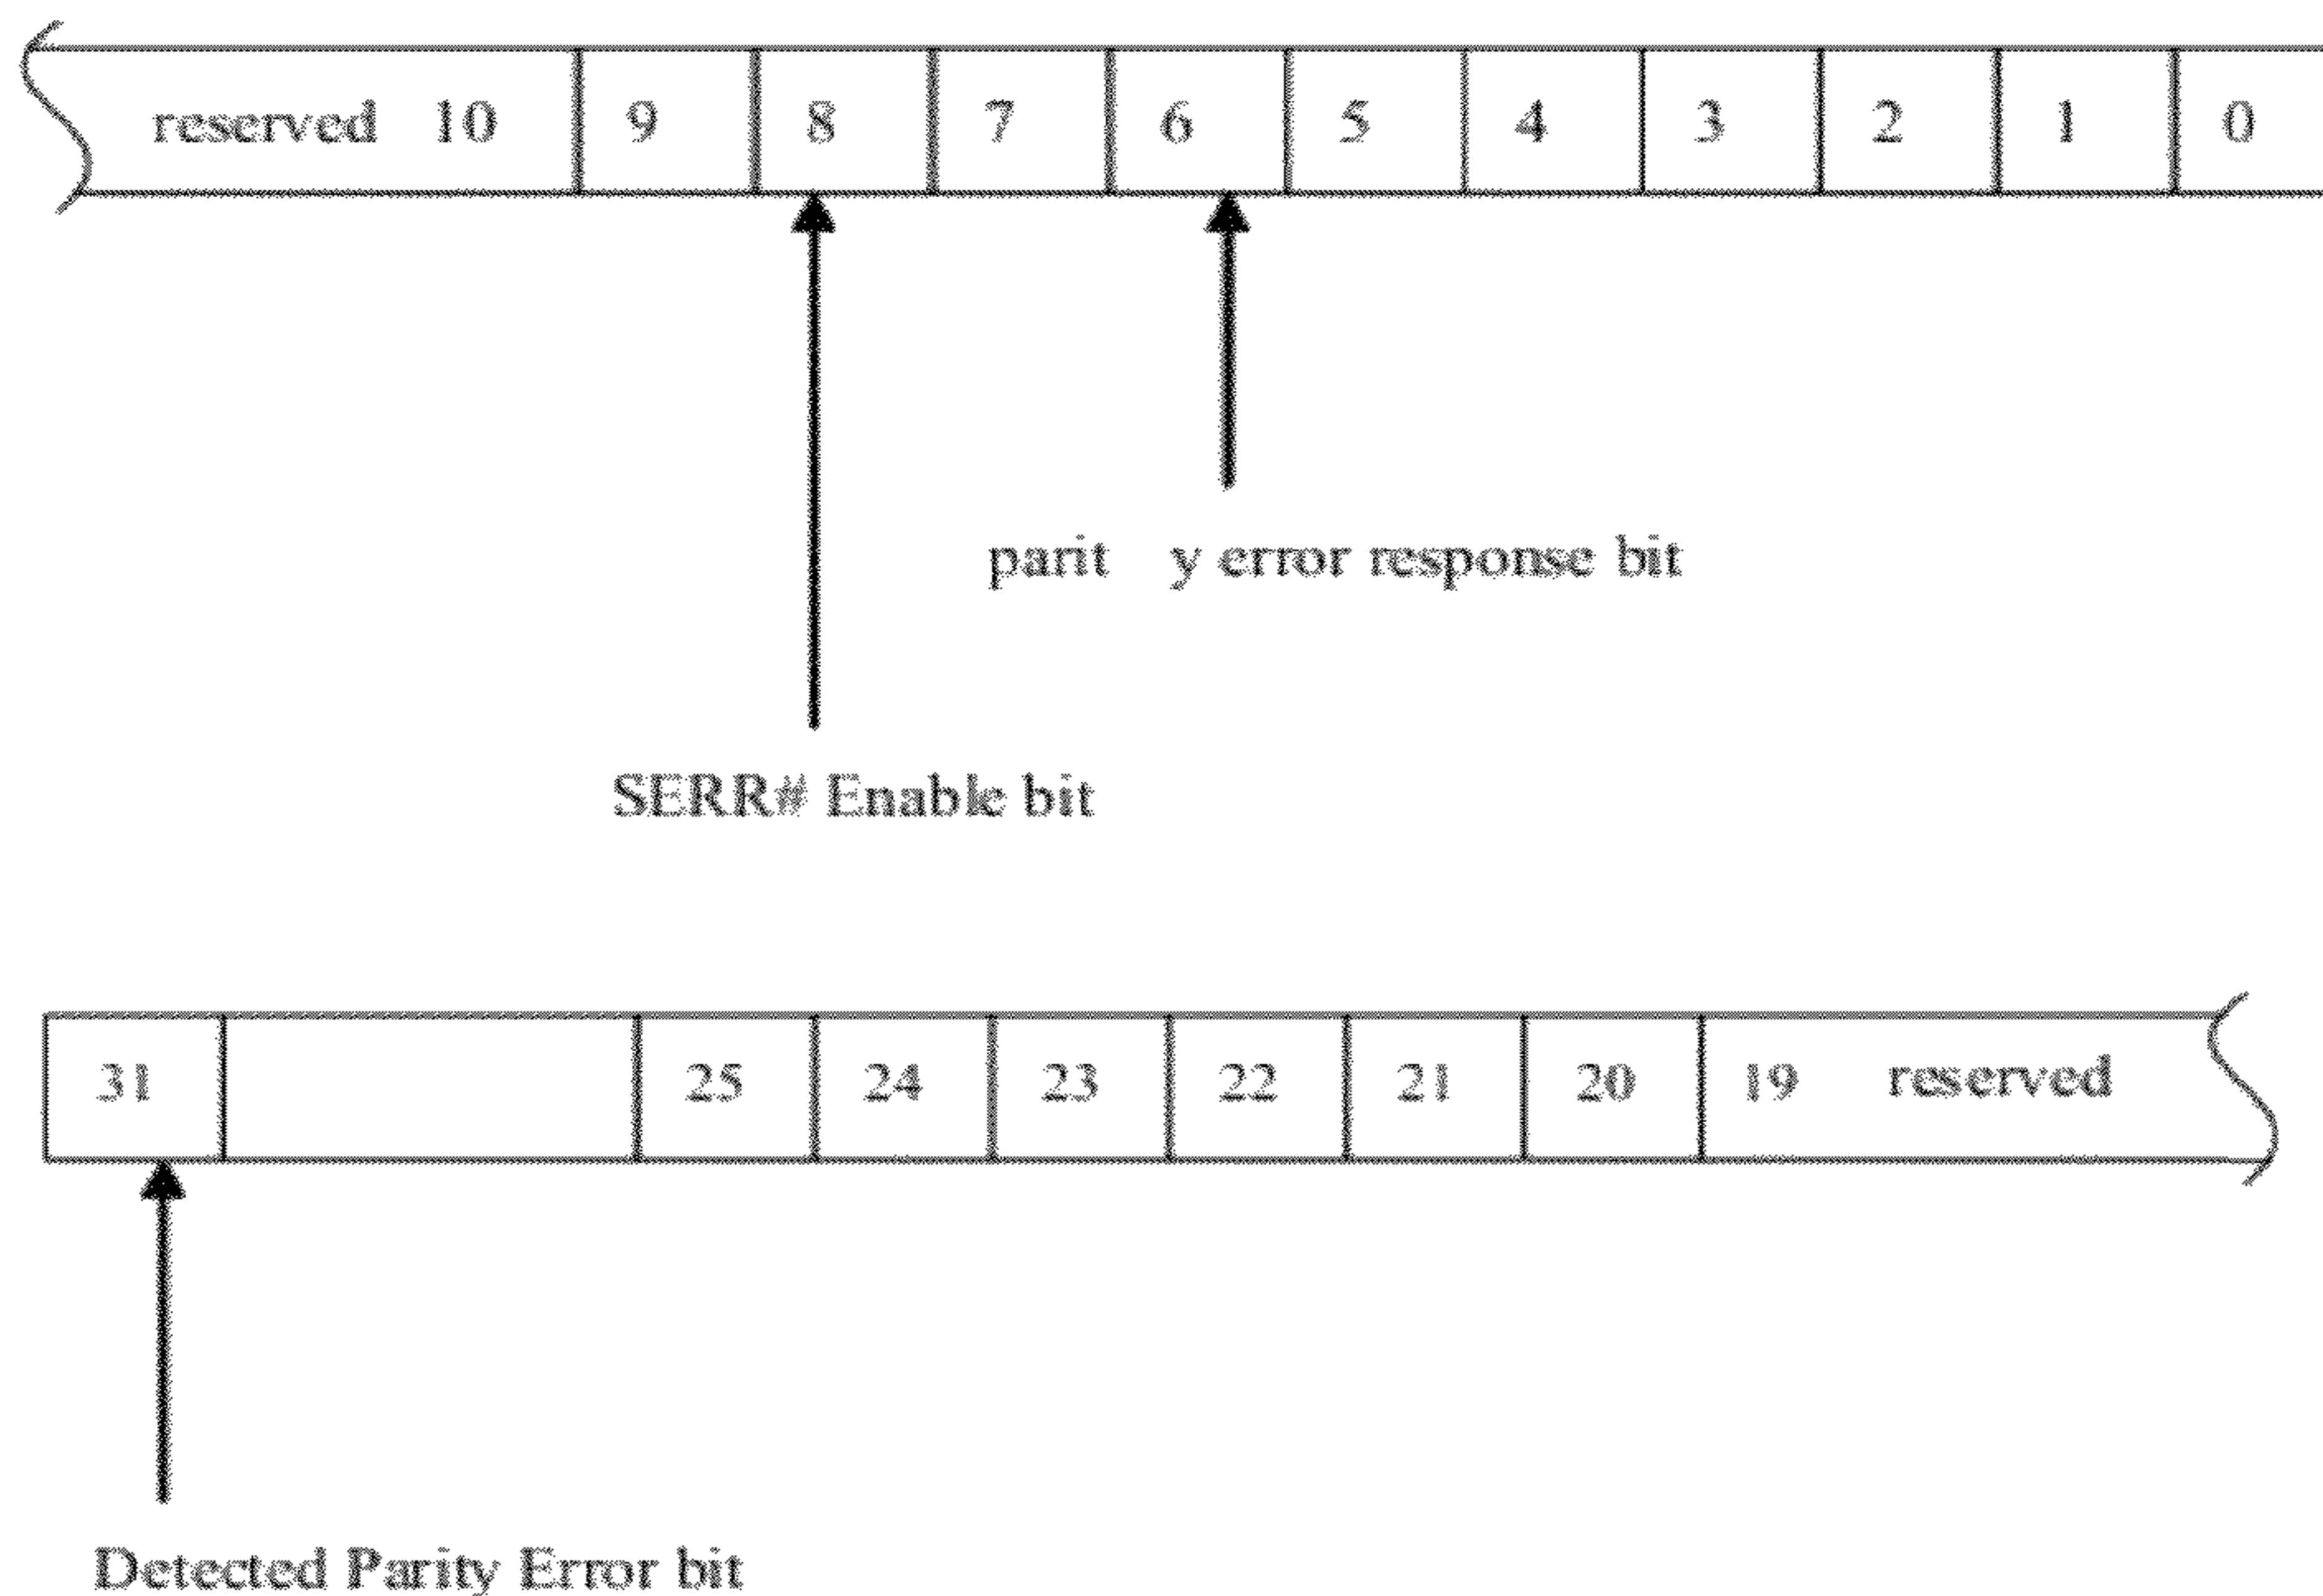 reserved 10 9 8 7 6 5 4 3 2 1 0
parit y error response bit
SERR# Enable bit
31 25 24 23 22 21 20 19 reserved
Detected Parity Error bit